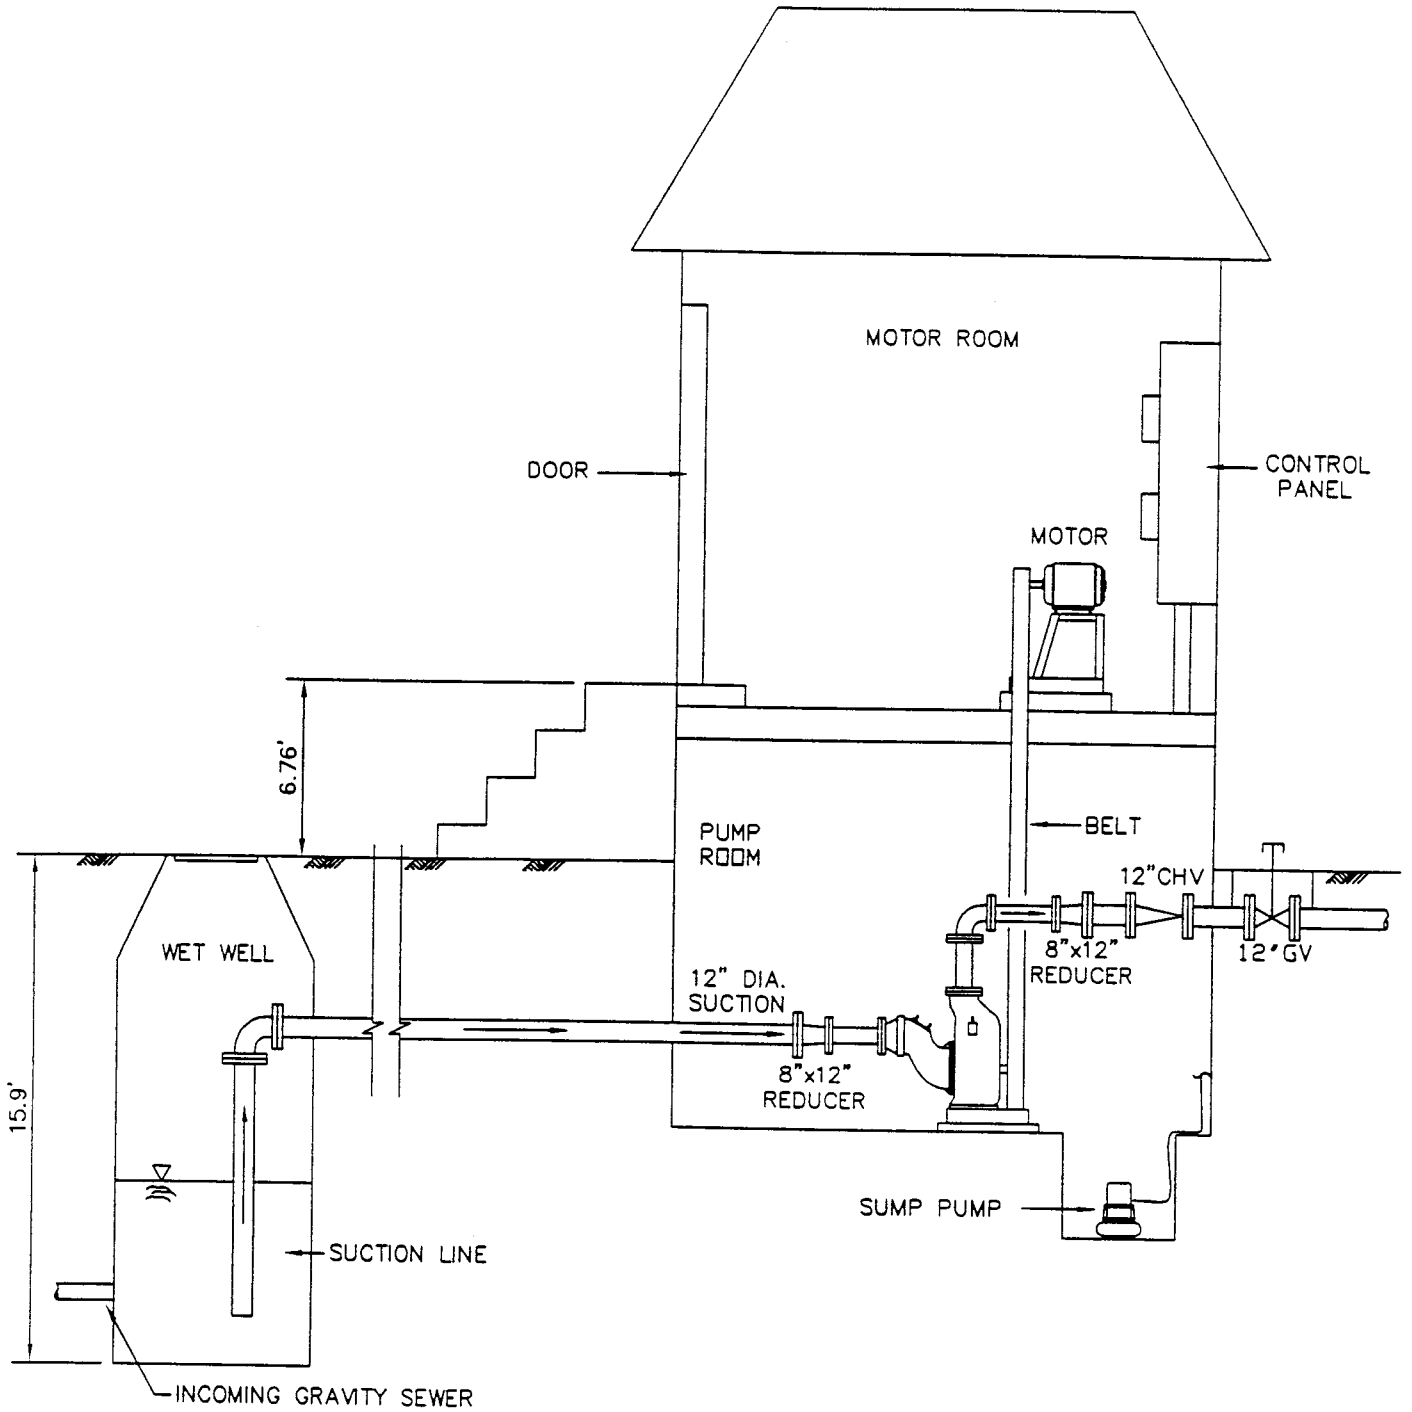 MOTOR ROOM
DOOR
CONTROL
PANEL
MOTOR
6.76'
PUMP
ROOM
BELT
12"CHV
WET WELL
8"x12"
REDUCER
12"GV
12" DIA.
SUCTION
8"x12"
REDUCER
15.9'
SUMP PUMP
SUCTION LINE
INCOMING GRAVITY SEWER